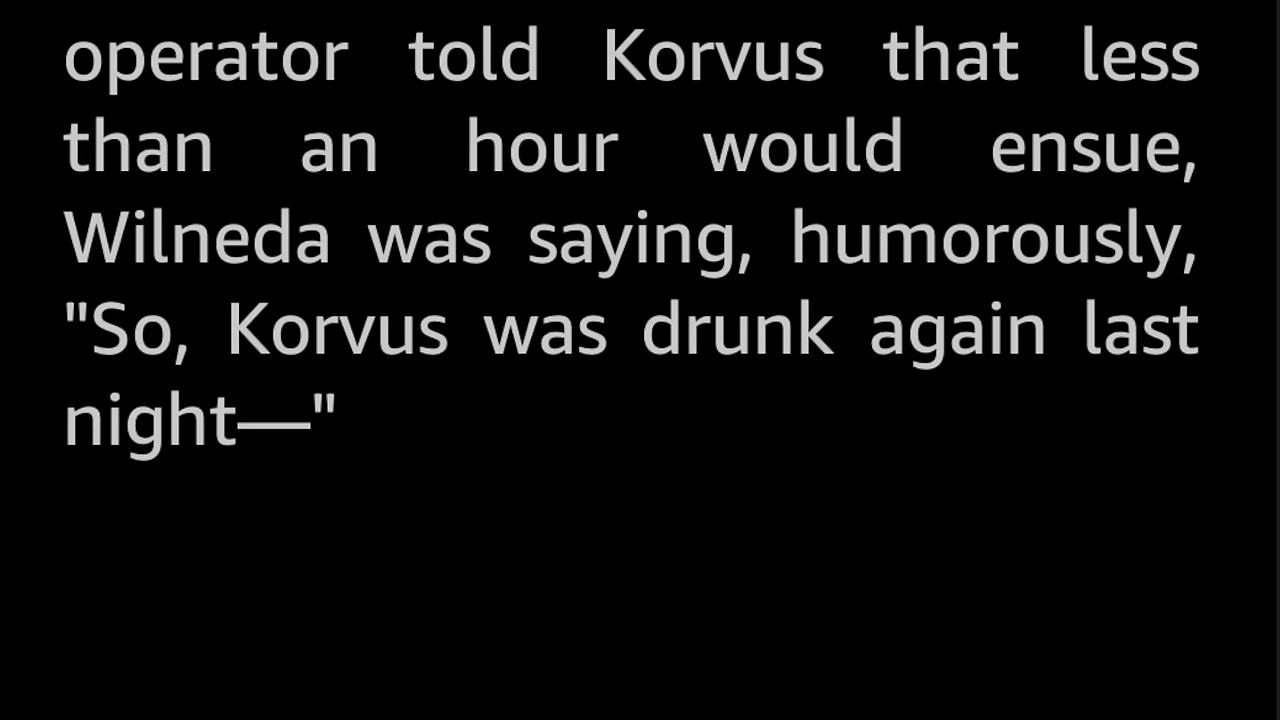 operator told Korvus that less
than an hour would ensue,
Wilneda was saying, humorously,
"So, Korvus was drunk again last
night—"